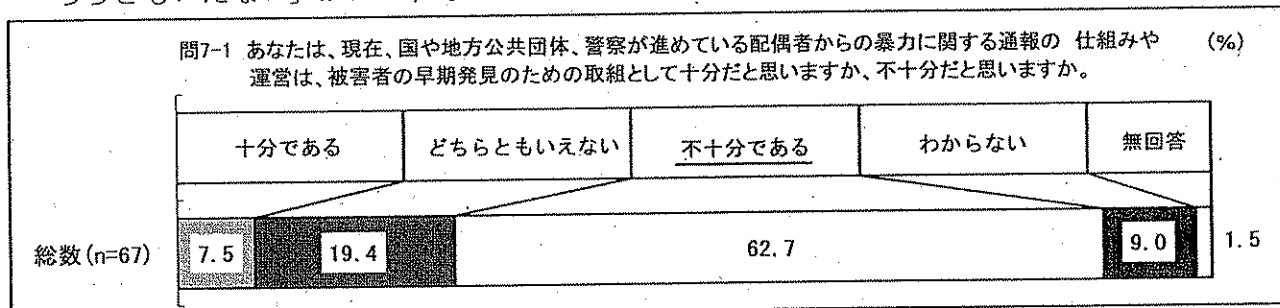 問7-1 あなたは、現在、国や地方公共団体、警察が進めている配偶者からの暴力に関する通報の 仕組みや (%)
運営は、被害者の早期発見のための取組として十分だと思いますか、不十分だと思いますか。
十分である どちらともいえない 不十分である わからない 無回答
総数(n=67) 7.5 19.4 62.7 9.0 1.5